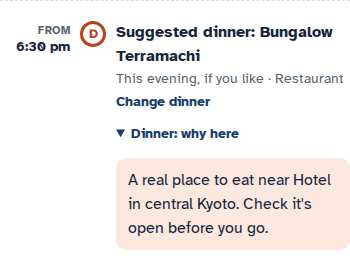 FROM
6:30 pm
D
Suggested dinner: Bungalow
Terramachi
This evening, if you like · Restaurant
Change dinner
▼ Dinner: why here
A real place to eat near Hotel
in central Kyoto. Check it's
open before you go.